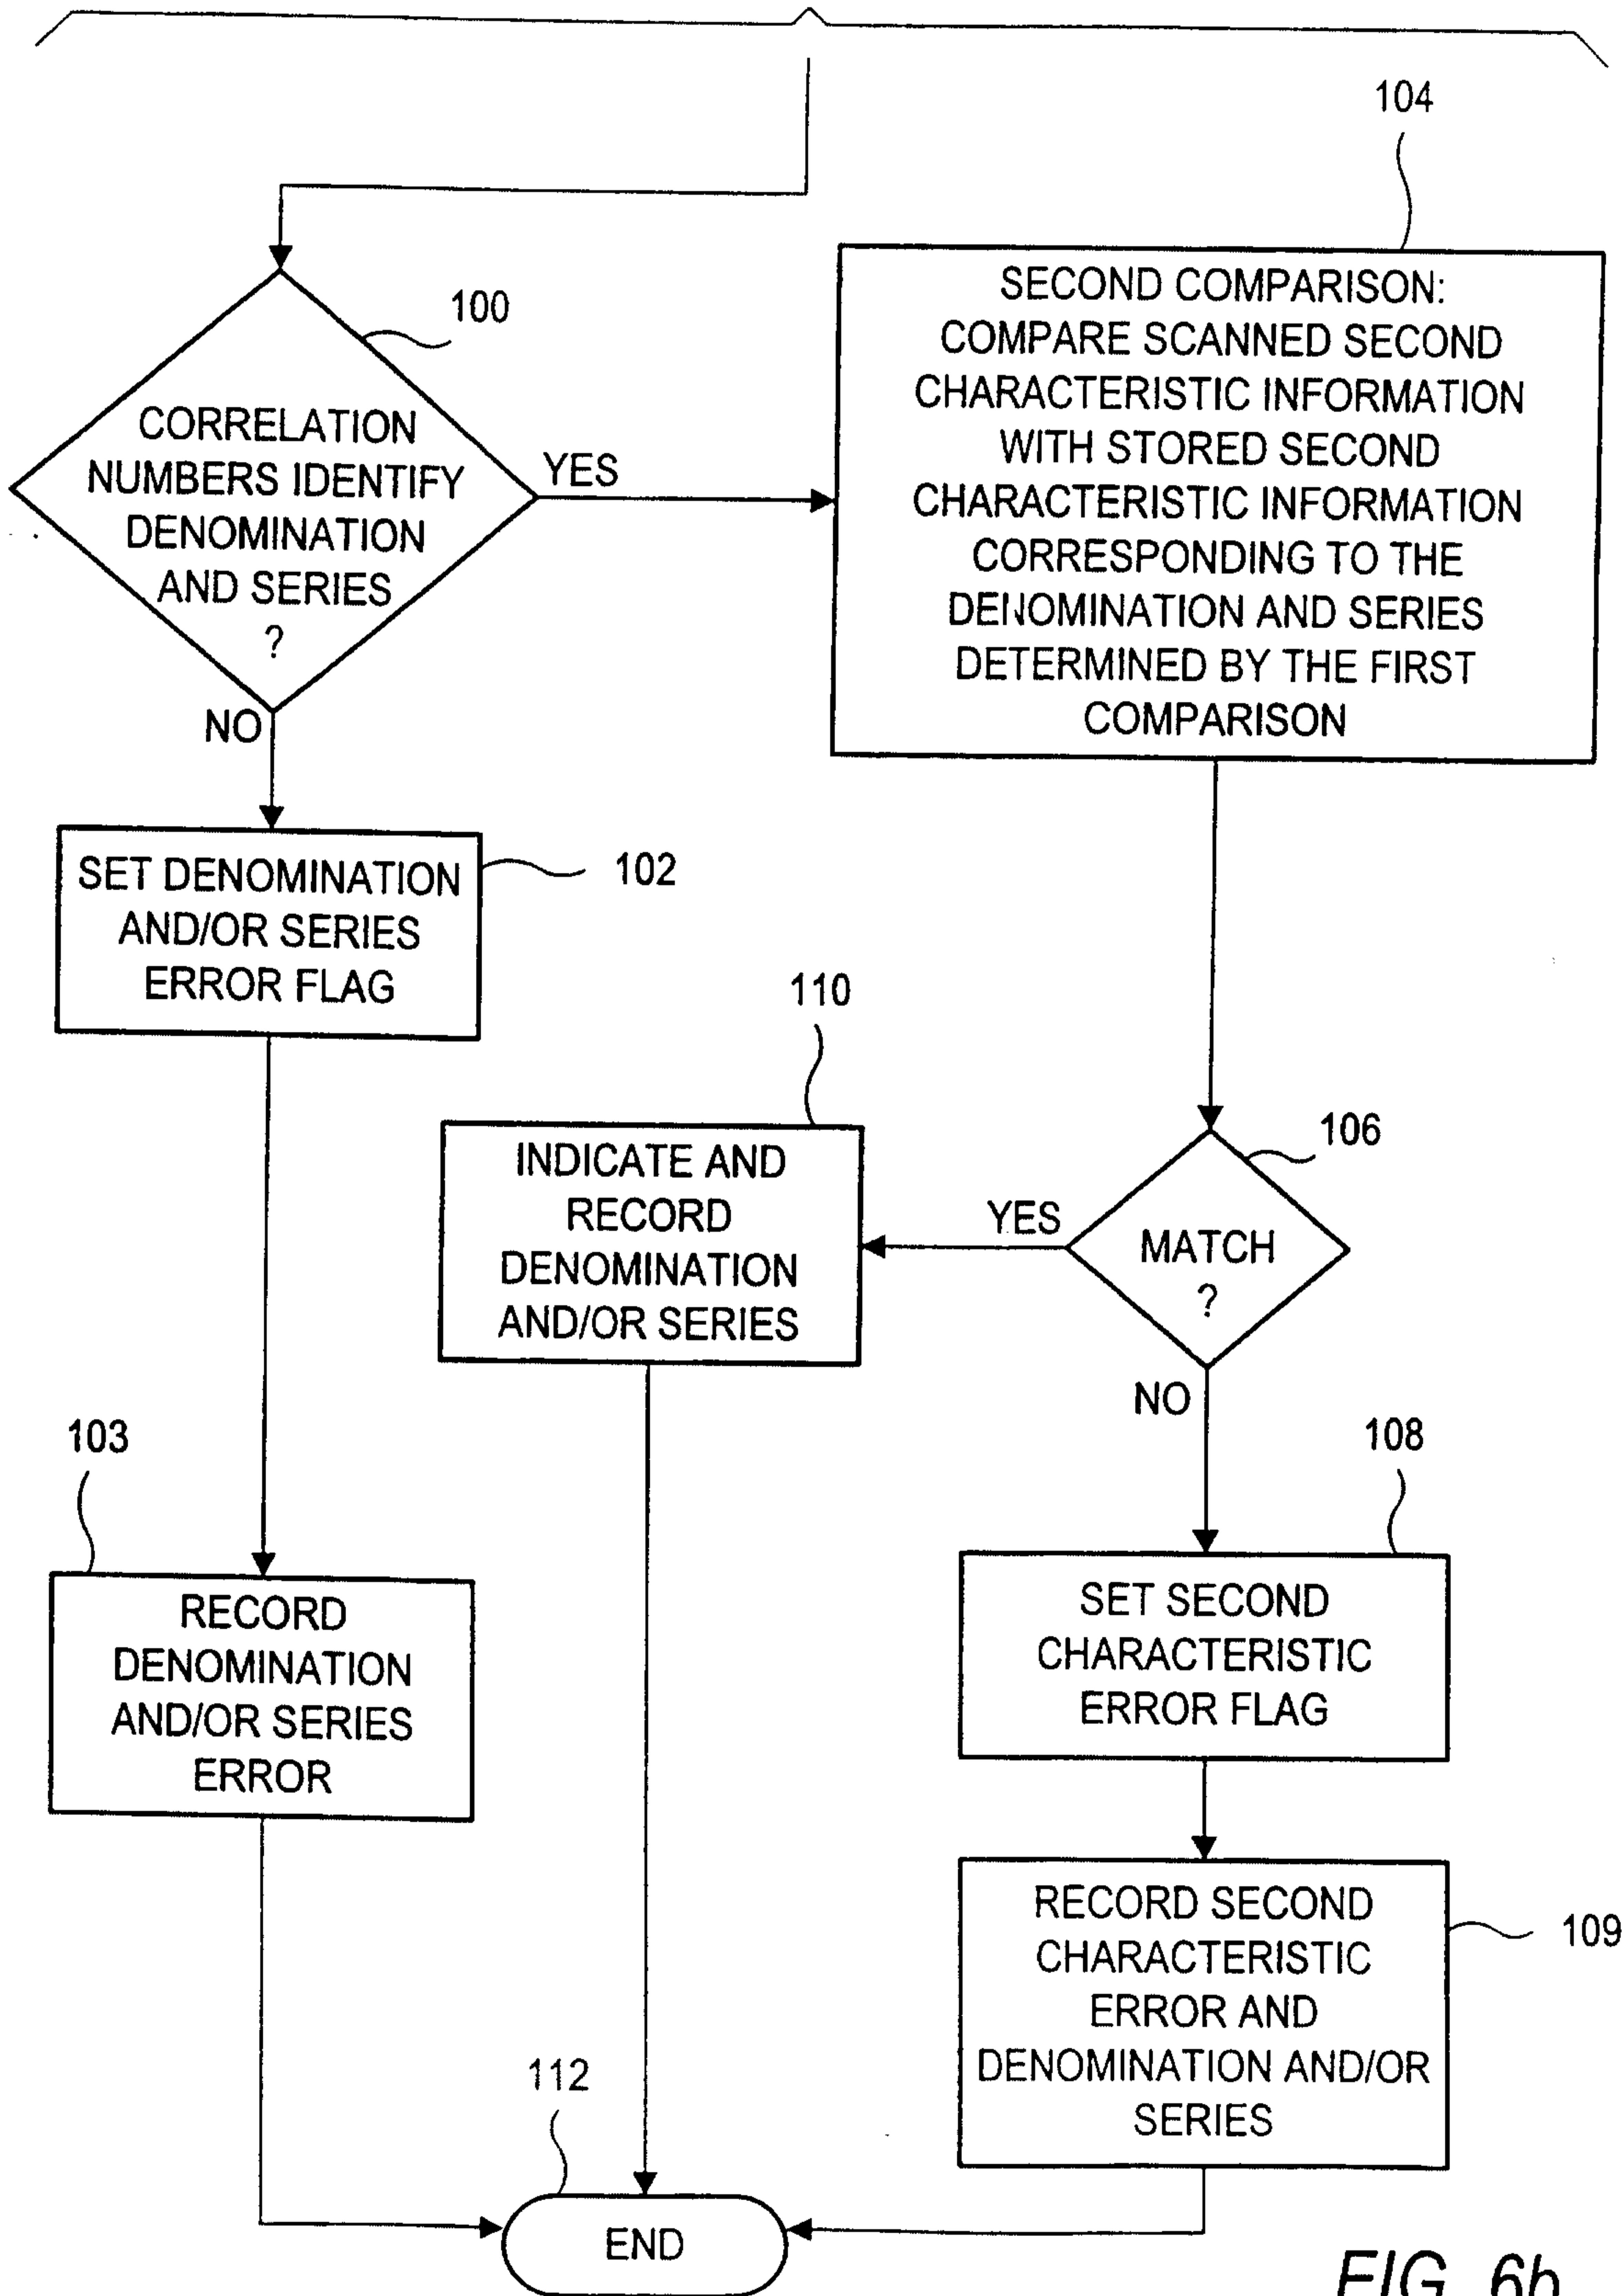 104
100
CORRELATION
NUMBERS IDENTIFY
DENOMINATION
AND SERIES
?
YES
NO
SECOND COMPARISON:
COMPARE SCANNED SECOND
CHARACTERISTIC INFORMATION
WITH STORED SECOND
CHARACTERISTIC INFORMATION
CORRESPONDING TO THE
DENOMINATION AND SERIES
DETERMINED BY THE FIRST
COMPARISON
SET DENOMINATION
AND/OR SERIES
ERROR FLAG
102
110
INDICATE AND
RECORD
DENOMINATION
AND/OR SERIES
106
YES
MATCH
?
NO
103
RECORD
DENOMINATION
AND/OR SERIES
ERROR
108
SET SECOND
CHARACTERISTIC
ERROR FLAG
RECORD SECOND
CHARACTERISTIC
ERROR AND
DENOMINATION AND/OR
SERIES
109
112
END
FIG. 6b